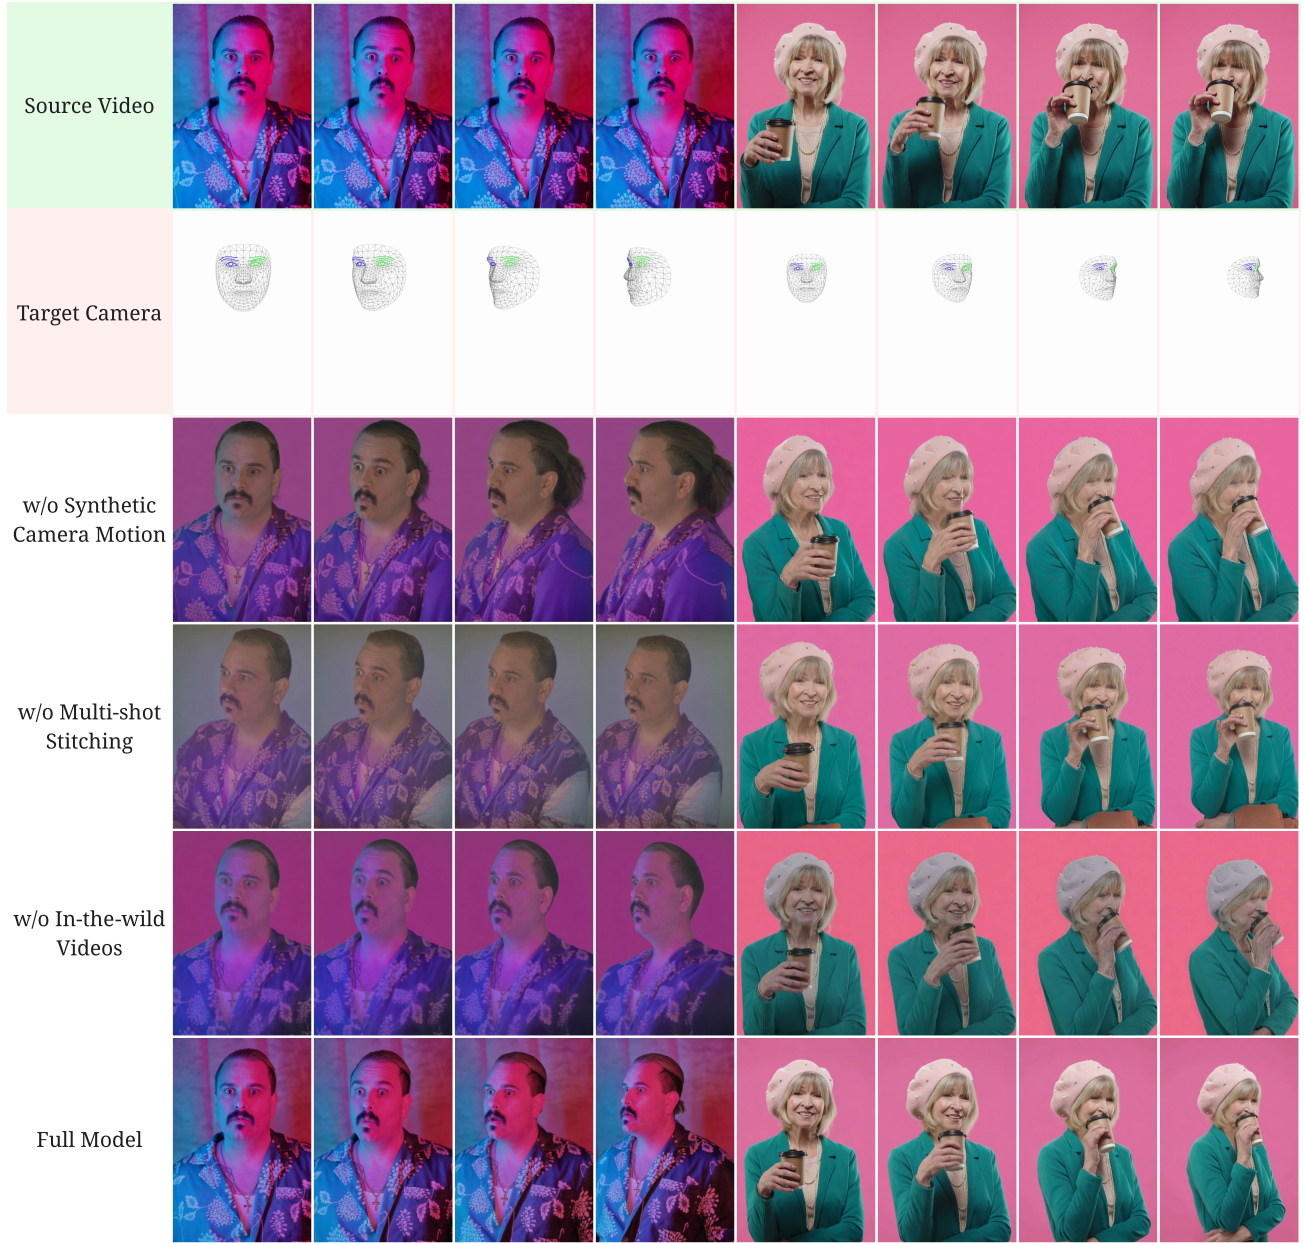 Source Video
Target Camera
w/o Synthetic
Camera Motion
w/o Multi-shot
Stitching
w/o In-the-wild
Videos
Full Model